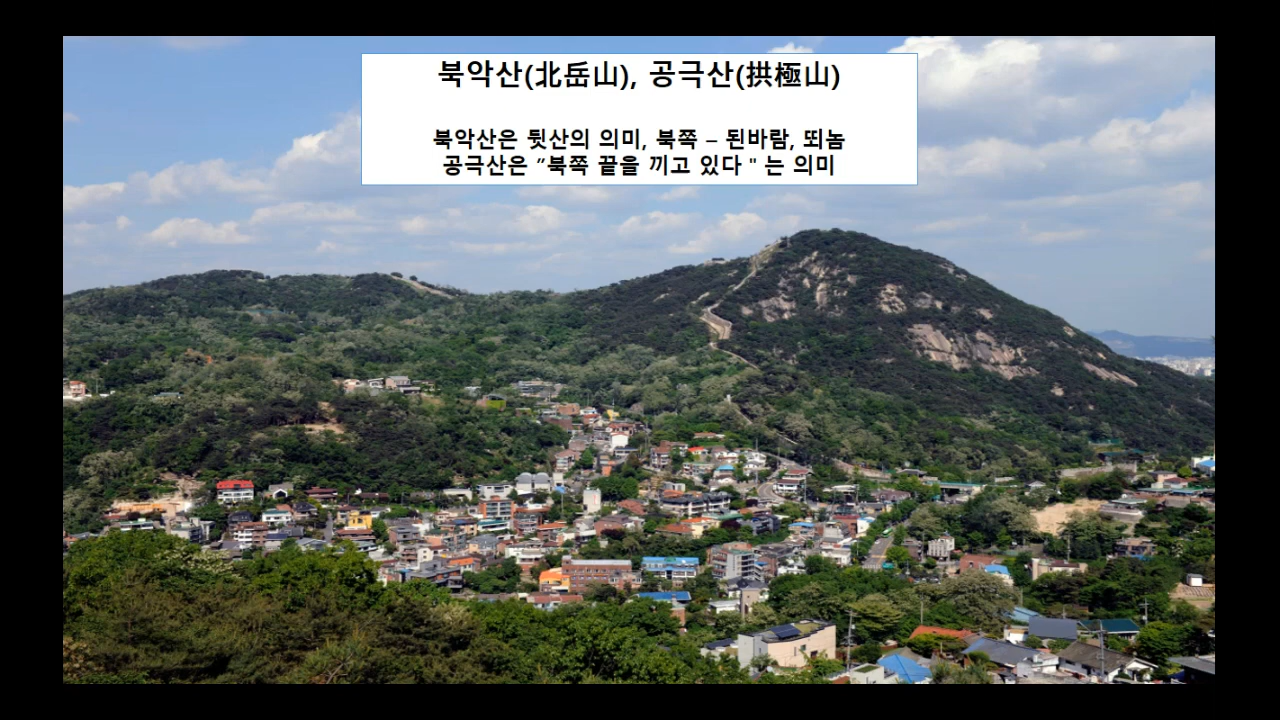 북악산(北岳山), 공극산(拱極山)
북악산은 뒷산의 의미, 북쪽 – 된바람, 뙤놈
공극산은 ″북쪽 끝을 끼고 있다 " 는 의미